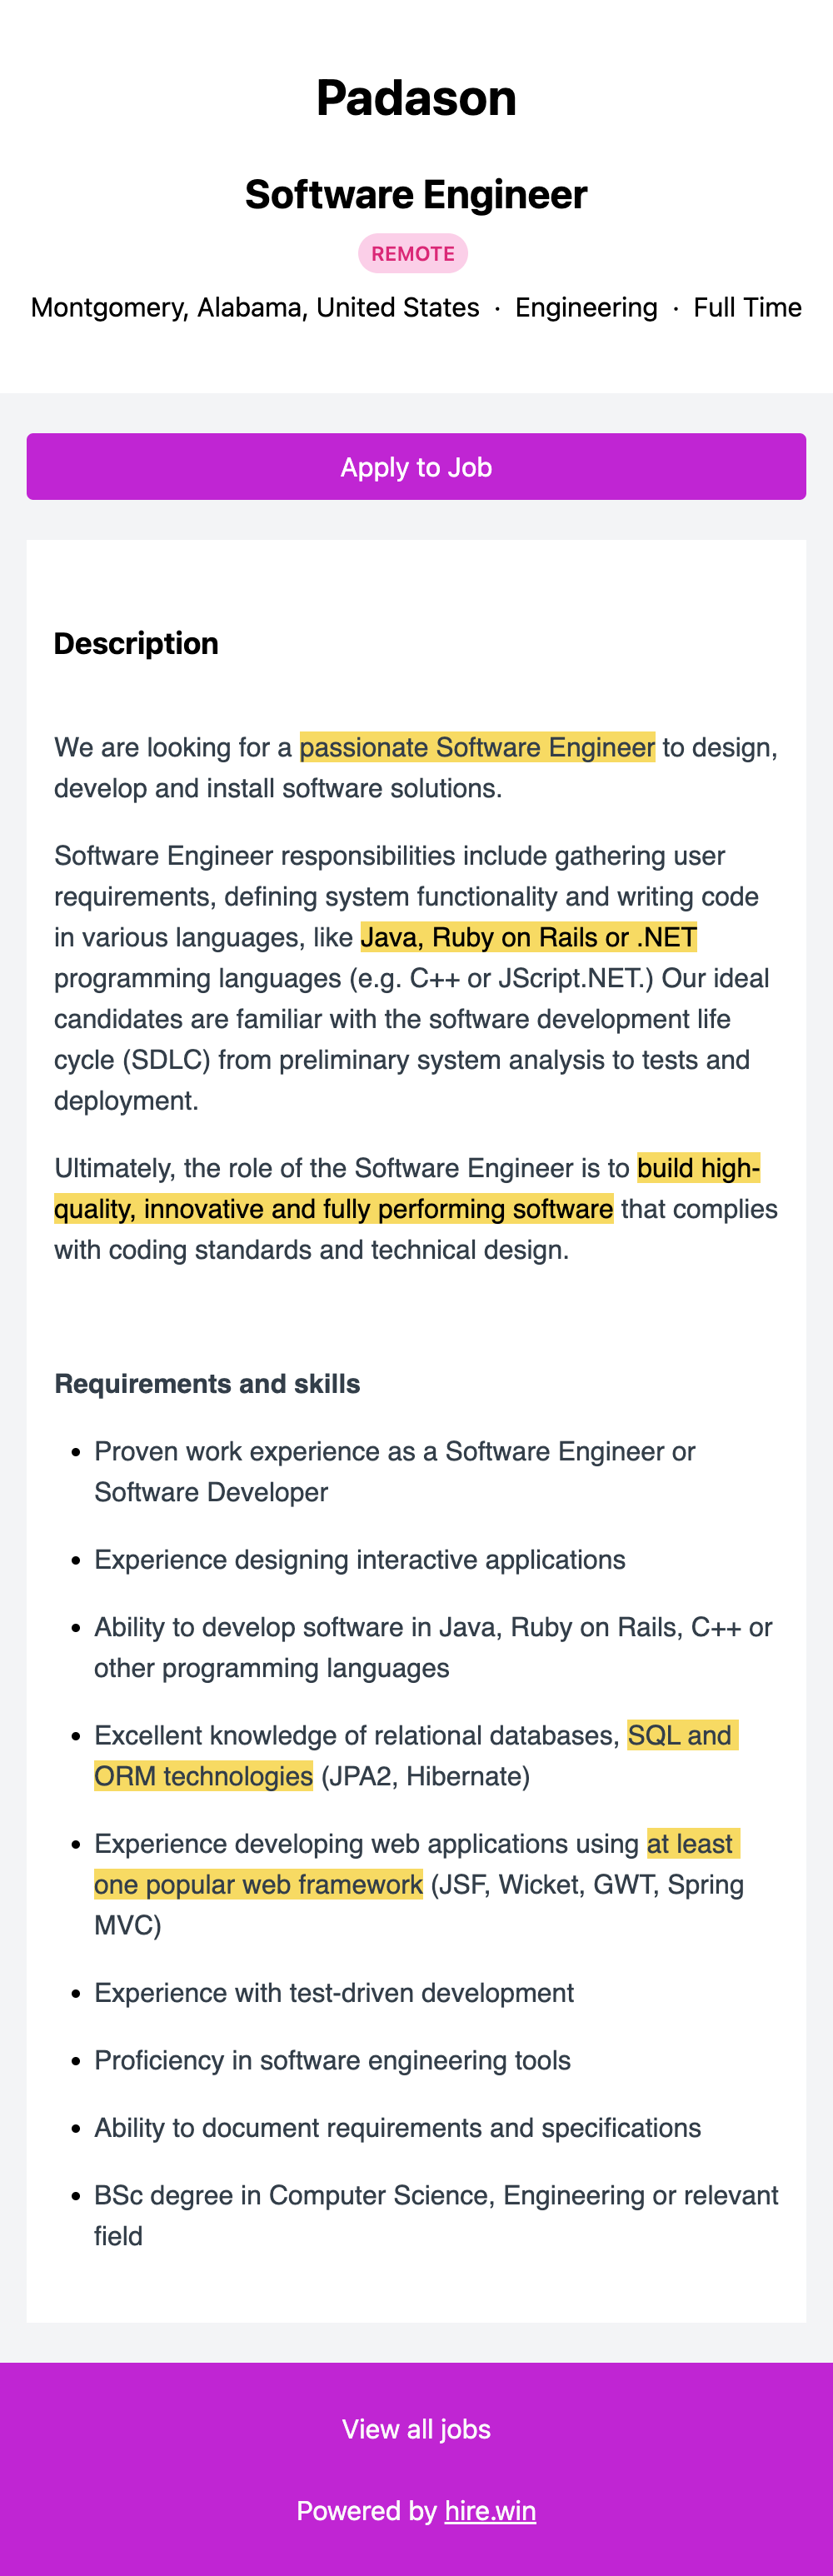 Padason
Software Engineer
REMOTE
Montgomery, Alabama, United States · Engineering · Full Time
Apply to Job
Description
We are looking for a passionate Software Engineer to design,
develop and install software solutions.
Software Engineer responsibilities include gathering user
requirements, defining system functionality and writing code
in various languages, like Java, Ruby on Rails or .NET
programming languages (e.g. C++ or JScript.NET.) Our ideal
candidates are familiar with the software development life
cycle (SDLC) from preliminary system analysis to tests and
deployment.
Ultimately, the role of the Software Engineer is to build high-
quality, innovative and fully performing software that complies
with coding standards and technical design.
Requirements and skills
• Proven work experience as a Software Engineer or
Software Developer
• Experience designing interactive applications
• Ability to develop software in Java, Ruby on Rails, C++ or
other programming languages
• Excellent knowledge of relational databases, SQL and
ORM technologies (JPA2, Hibernate)
• Experience developing web applications using at least
one popular web framework (JSF, Wicket, GWT, Spring
MVC)
• Experience with test-driven development
• Proficiency in software engineering tools
• Ability to document requirements and specifications
• BSc degree in Computer Science, Engineering or relevant
field
View all jobs
Powered by hire.win